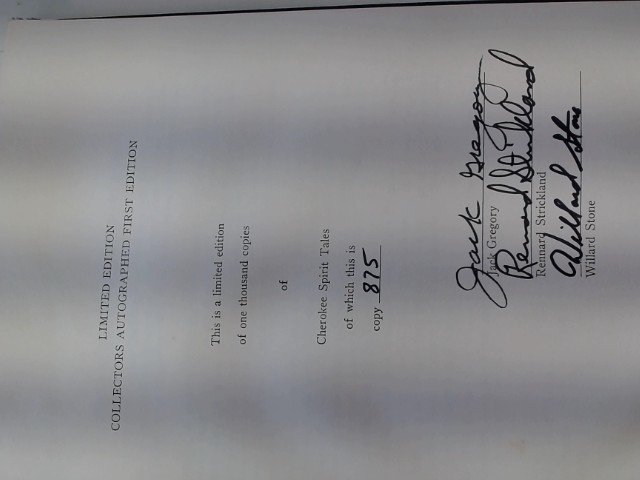 LIMITED EDITION
COLLECTORS AUTOGRAPHED FIRST EDITION
This is a limited edition
of one thousand copies
of
Cherokee Spirit Tales
of which this is
copy 875
Jack Gregory
Jack Gregory
Rennard Strickland
Rennard Strickland
Willard Stone
Willard Stone